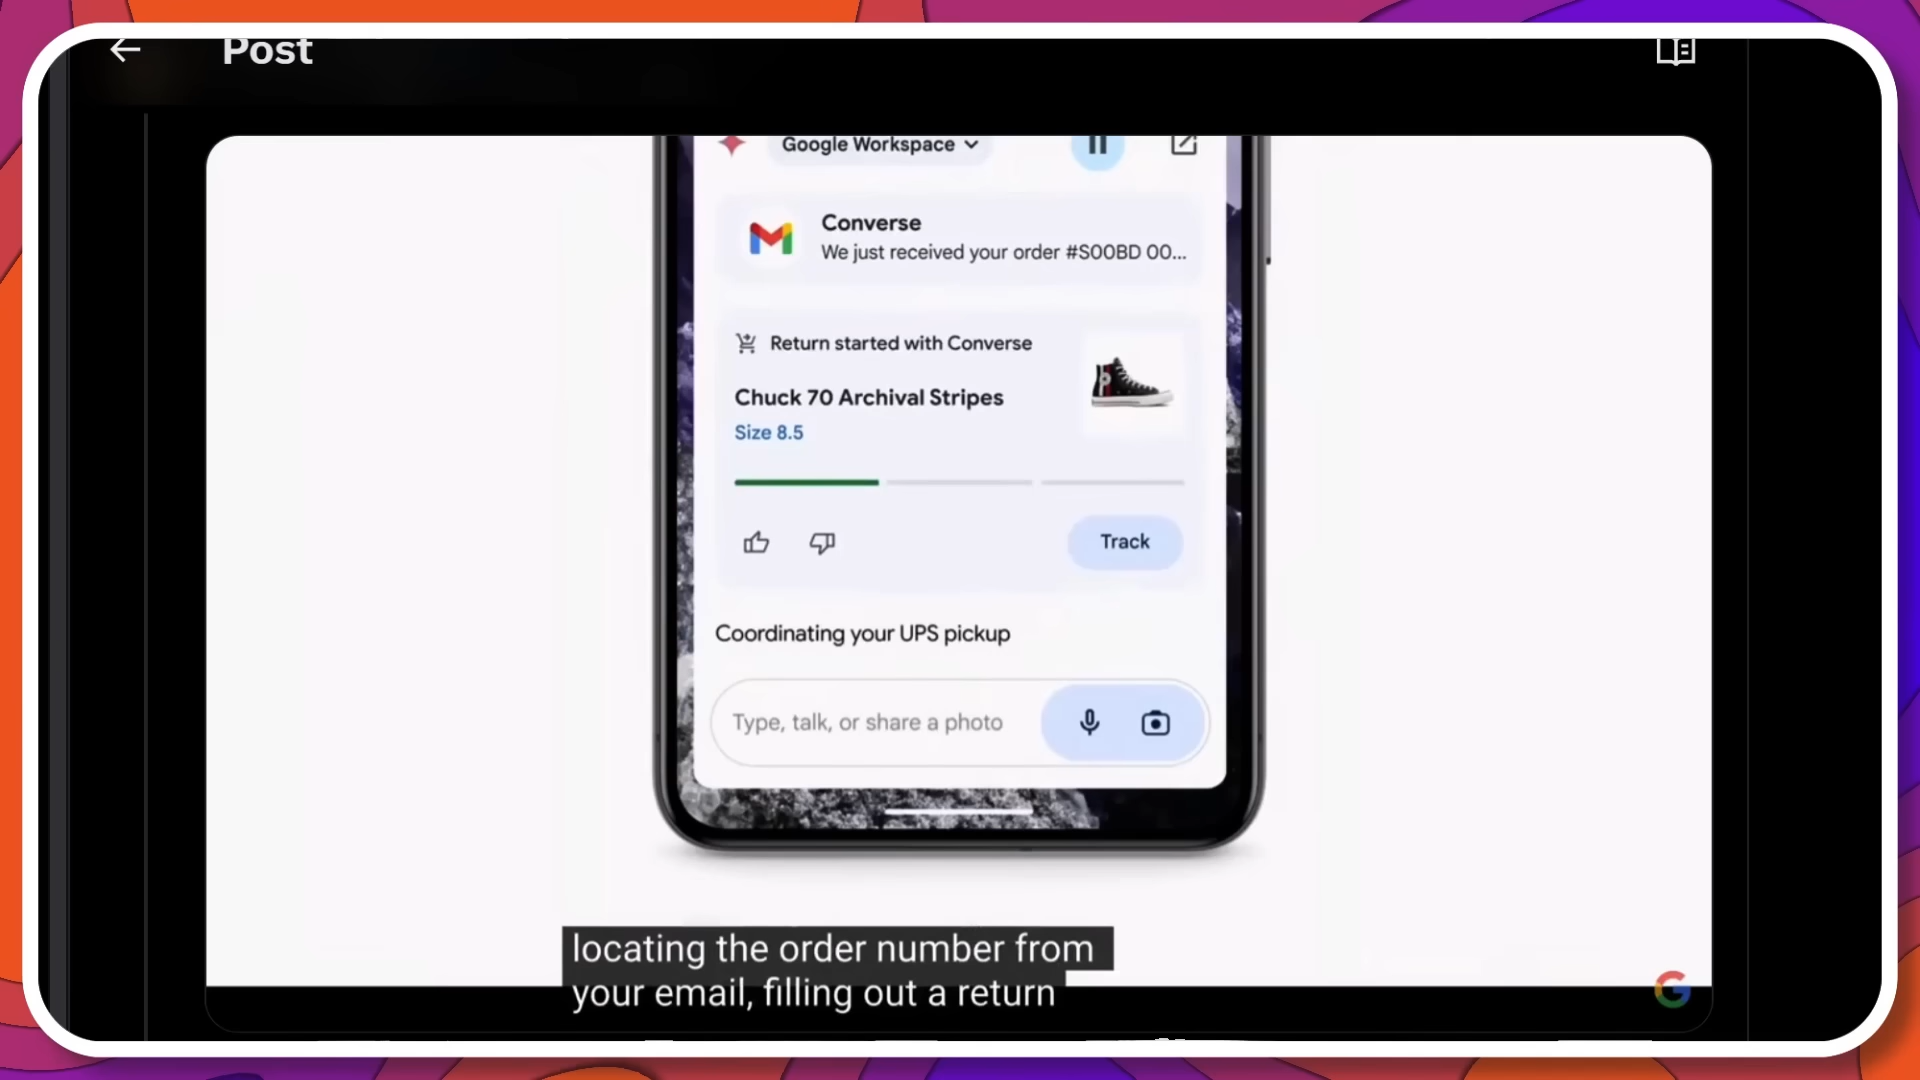 Post
Google Workspace
Converse
We just received your order #S00BD 00...
Return started with Converse
Chuck 70 Archival Stripes
Size 8.5
Track
Coordinating your UPS pickup
Type, talk, or share a photo
locating the order number from
your email, filling out a return